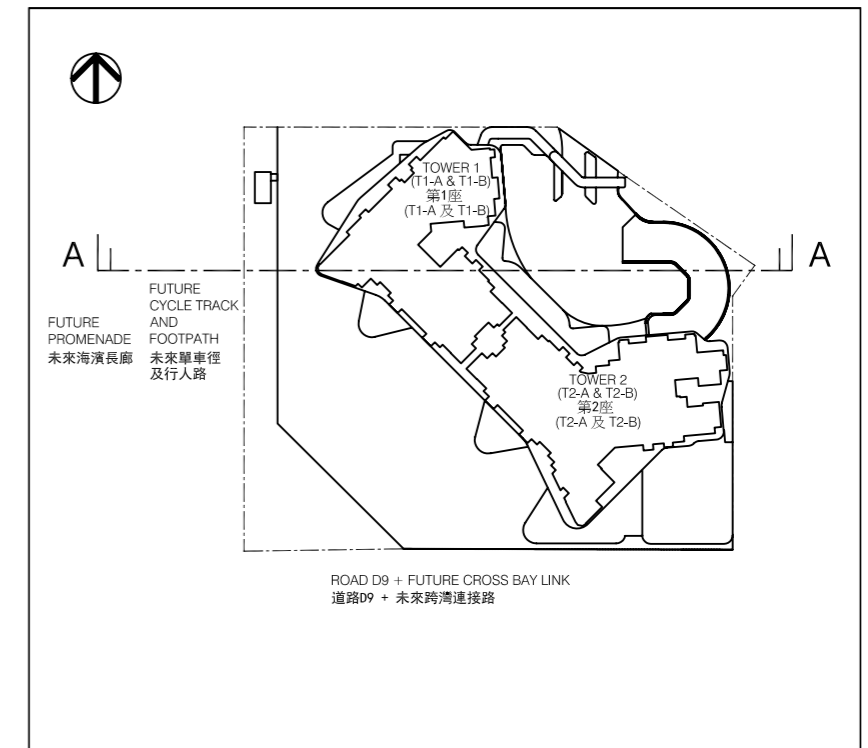 TOWER 1
(T1-A & T1-B)
第1座
(T1-A 及 T1-B)
A
A
FUTURE
PROMENADE
未來海濱長廊
FUTURE
CYCLE TRACK
AND
FOOTPATH
未來單車徑
及行人路
TOWER 2
(T2-A & T2-B)
第2座
(T2-A 及 T2-B)
ROAD D9 + FUTURE CROSS BAY LINK
道路D9 + 未來跨灣連接路